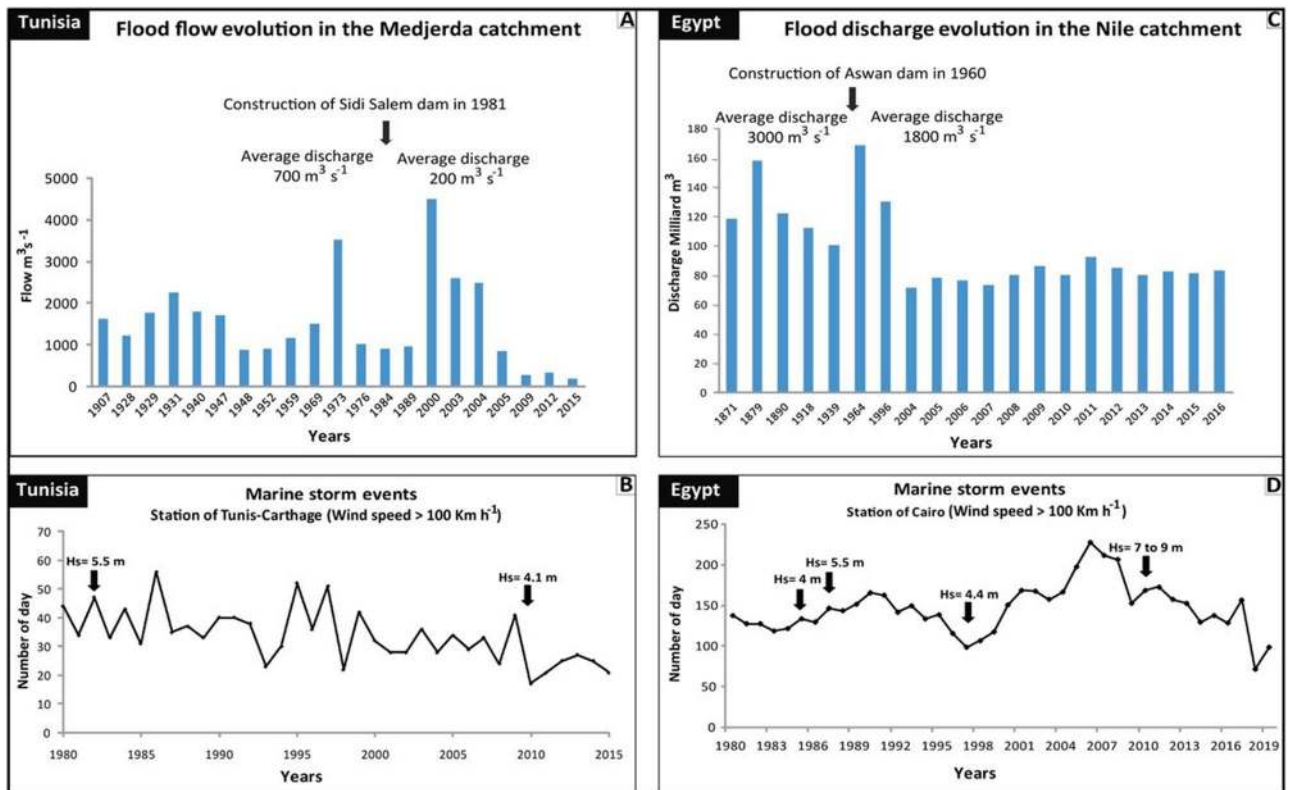 Tunisia
Flood flow evolution in the Medjerda catchment
A
Construction of Sidi Salem dam in 1981
Average discharge
700 m³ s⁻¹
Average discharge
200 m³ s⁻¹
5000
4000
3000
2000
1000
0
Flow m³s⁻¹
1907
1928
1929
1931
1940
1947
1948
1952
1959
1969
1973
1976
1984
1989
2000
2003
2004
2005
2009
2012
2015
Years
Egypt
Flood discharge evolution in the Nile catchment
C
Construction of Aswan dam in 1960
Average discharge
3000 m³ s⁻¹
Average discharge
1800 m³ s⁻¹
180
160
140
120
100
80
60
40
20
0
Discharge Milliard m³
1871
1879
1890
1918
1939
1964
1996
2004
2005
2006
2007
2008
2009
2010
2011
2012
2013
2014
2015
2016
Years
Tunisia
Marine storm events
B
Station of Tunis-Carthage (Wind speed > 100 Km h⁻¹)
70
60
50
40
30
20
10
0
Number of day
Hs= 5.5 m
Hs= 4.1 m
1980
1985
1990
1995
2000
2005
2010
2015
Years
Egypt
Marine storm events
D
Station of Cairo (Wind speed > 100 Km h⁻¹)
250
200
150
100
50
0
Number of day
Hs= 4 m
Hs= 5.5 m
Hs= 4.4 m
Hs= 7 to 9 m
1980
1983
1986
1989
1992
1995
1998
2001
2004
2007
2010
2013
2016
2019
Years